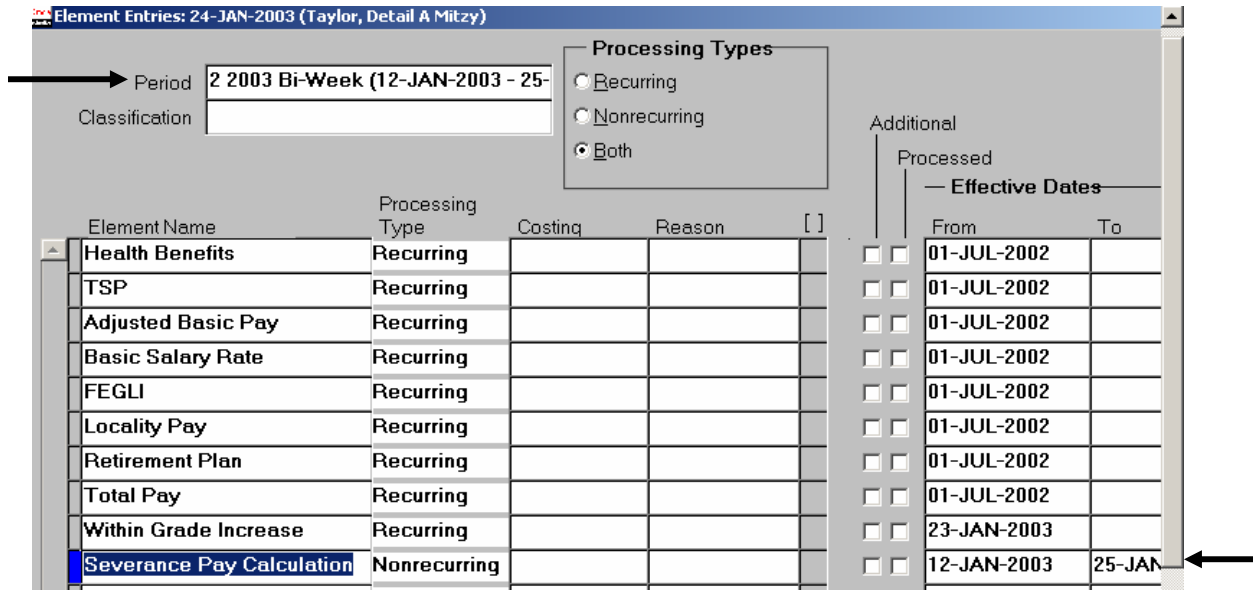 Element Entries: 24-JAN-2003 (Taylor, Detail A Mitzy)
Processing Types
Period 2 2003 Bi-Week (12-JAN-2003 - 25-
Recurring
Classification
Nonrecurring
Both
Additional
Processed
Effective Dates
Element Name Processing Type Costing Reason [ ] From To
Health Benefits Recurring 01-JUL-2002
TSP Recurring 01-JUL-2002
Adjusted Basic Pay Recurring 01-JUL-2002
Basic Salary Rate Recurring 01-JUL-2002
FEGLI Recurring 01-JUL-2002
Locality Pay Recurring 01-JUL-2002
Retirement Plan Recurring 01-JUL-2002
Total Pay Recurring 01-JUL-2002
Within Grade Increase Recurring 23-JAN-2003
Severance Pay Calculation Nonrecurring 12-JAN-2003 25-JAN